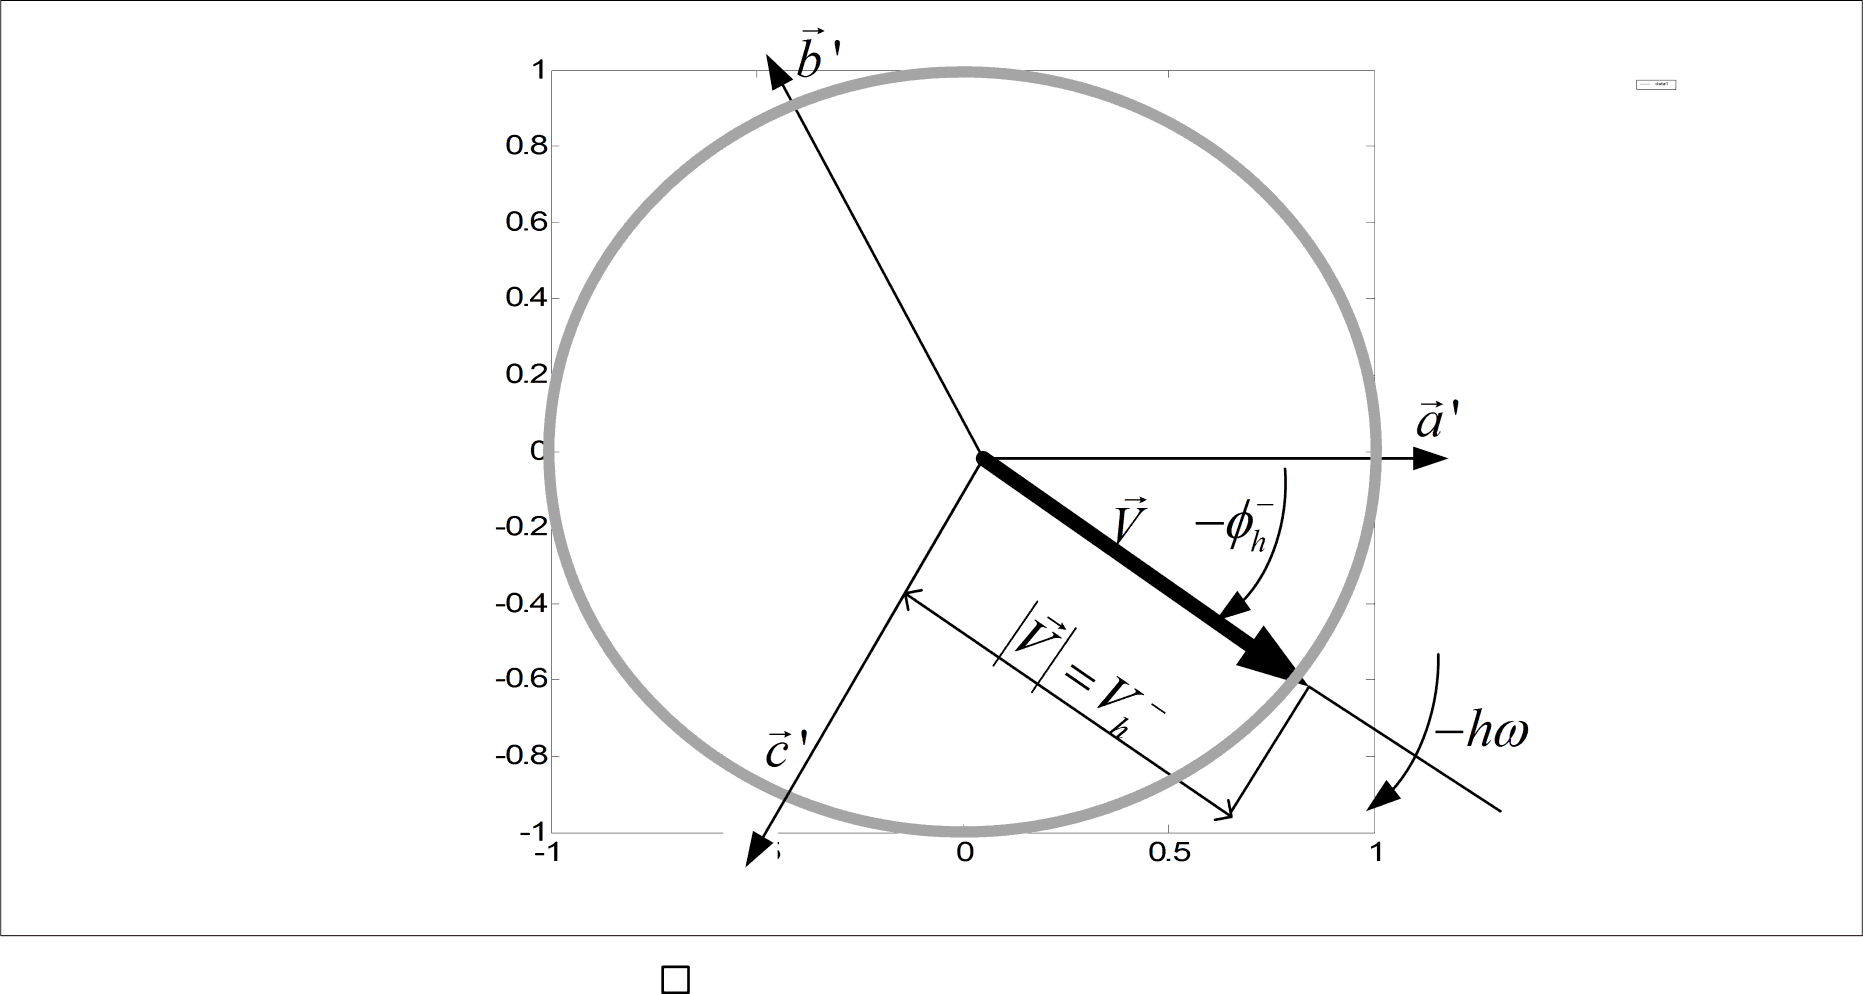 b⃗ '
1
0.8
0.6
0.4
0.2
0
-0.2
-0.4
-0.6
-0.8
-1
a⃗ '
V⃗
−ϕₕ⁻
|V⃗| = Vₕ⁻
−hω
c⃗ '
-1
0
0.5
1
data1